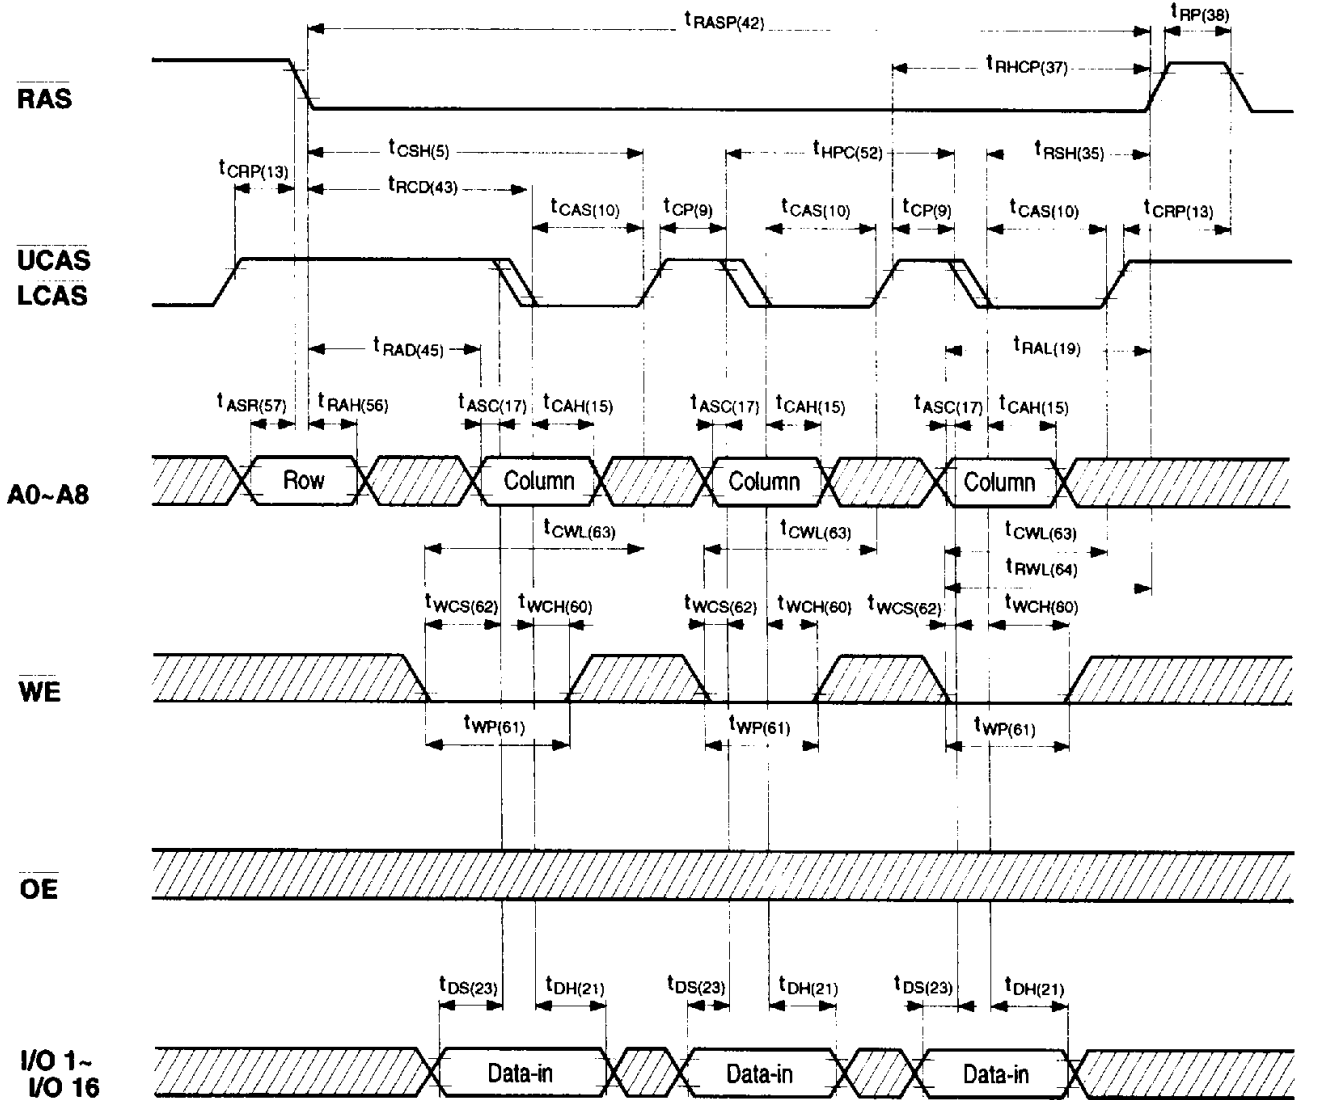 tRASP(42)
tRP(38)
tRHCP(37)
RAS
tCSH(5)
tHPC(52)
tRSH(35)
tCRP(13)
tRCD(43)
tCAS(10)
tCP(9)
tCAS(10)
tCP(9)
tCAS(10)
tCRP(13)
UCAS
LCAS
tRAD(45)
tRAL(19)
tASR(57)
tRAH(56)
tASC(17)
tCAH(15)
tASC(17)
tCAH(15)
tASC(17)
tCAH(15)
A0~A8
Row
Column
Column
Column
tCWL(63)
tCWL(63)
tCWL(63)
tRWL(64)
tWCS(62)
tWCH(60)
tWCS(62)
tWCH(60)
tWCS(62)
tWCH(60)
WE
tWP(61)
tWP(61)
tWP(61)
OE
tDS(23)
tDH(21)
tDS(23)
tDH(21)
tDS(23)
tDH(21)
I/O 1~
I/O 16
Data-in
Data-in
Data-in